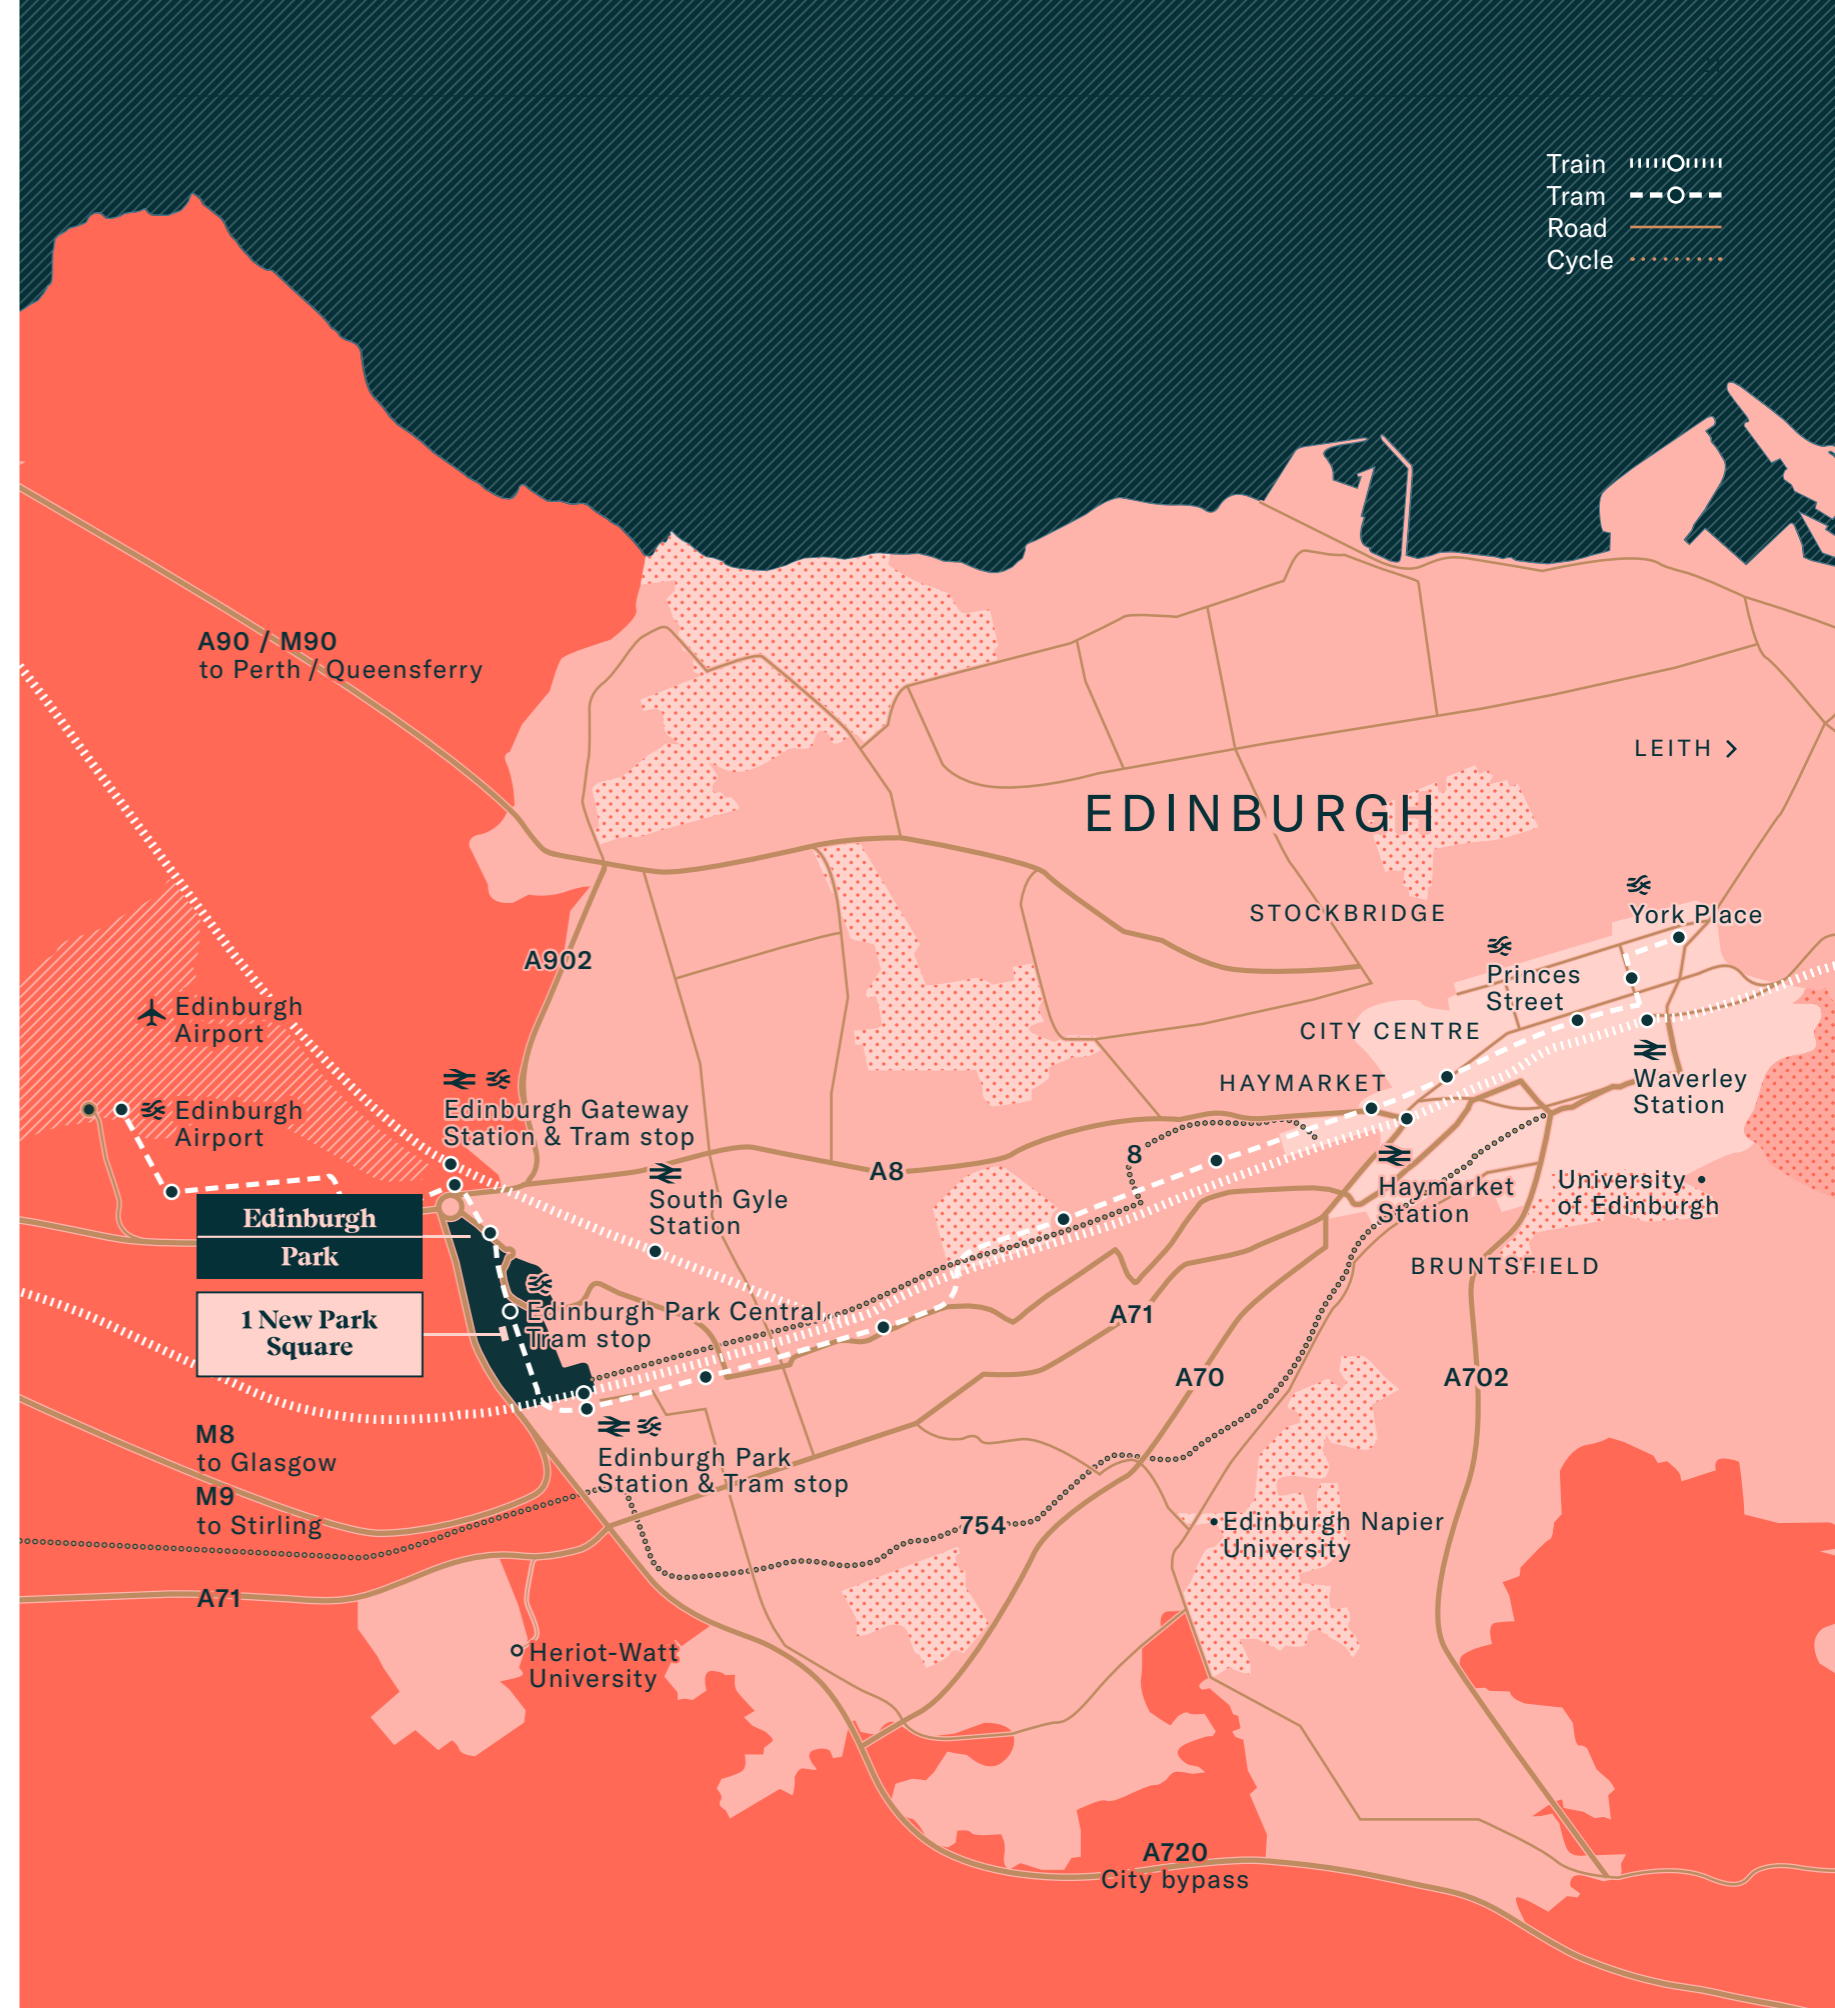 Train
Tram
Road
Cycle
A90 / M90
to Perth / Queensferry
LEITH
EDINBURGH
STOCKBRIDGE
York Place
Princes
Street
A902
Edinburgh
Airport
CITY CENTRE
HAYMARKET
Waverley
Station
Edinburgh
Airport
Edinburgh Gateway
Station & Tram stop
8
A8
South Gyle
Station
Haymarket
Station
University
of Edinburgh
Edinburgh
Park
BRUNTSFIELD
1 New Park
Square
Edinburgh Park Central
Tram stop
A71
A70
A702
M8
to Glasgow
Edinburgh Park
Station & Tram stop
M9
to Stirling
754
Edinburgh Napier
University
A71
Heriot-Watt
University
A720
City bypass